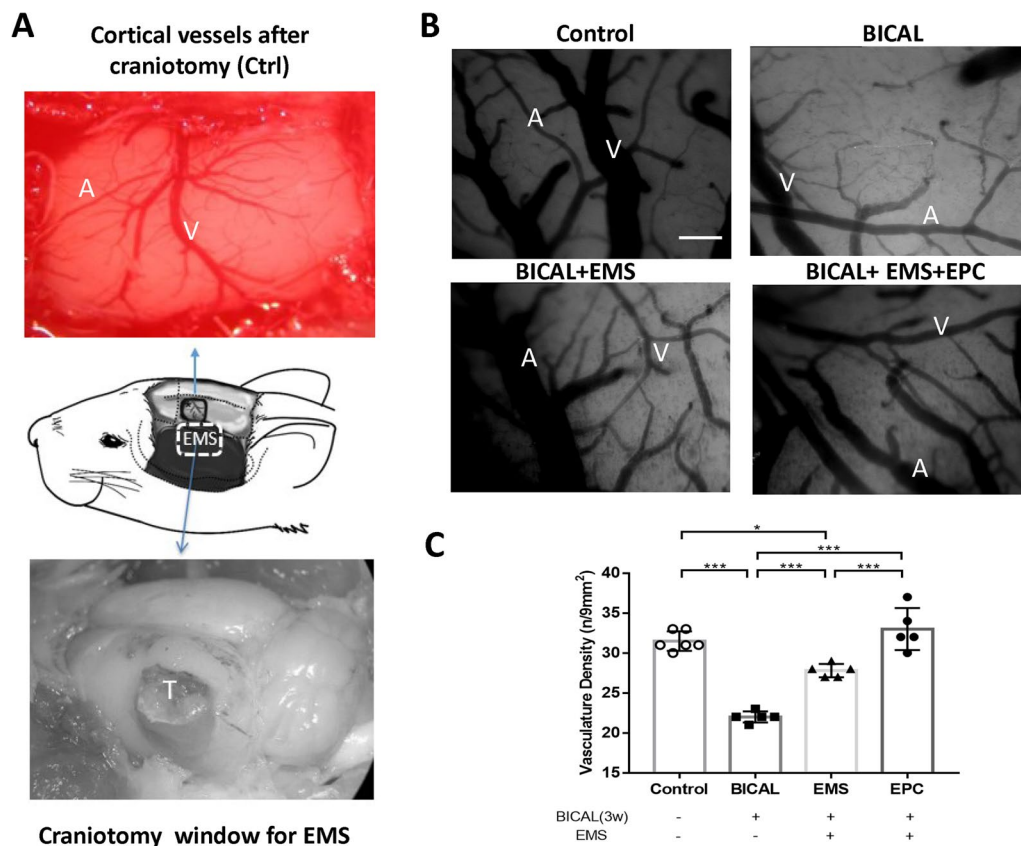 A
Cortical vessels after
craniotomy (Ctrl)
A
V
EMS
T
Craniotomy window for EMS
B
Control
BICAL
A
V
V
A
BICAL+EMS
BICAL+ EMS+EPC
A
V
V
A
C
*
***
*** *** ***
Vasculature Density (n/9mm²)
40
35
30
25
20
15
Control BICAL EMS EPC
BICAL(3w) - + + +
EMS - - + +